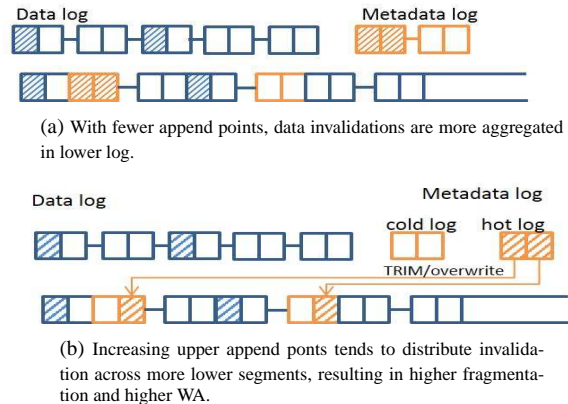 Data log Metadata log
(a) With fewer append points, data invalidations are more aggregated
in lower log.
Data log Metadata log
cold log hot log
TRIM/overwrite
(b) Increasing upper append ponts tends to distribute invalida-
tion across more lower segments, resulting in higher fragmenta-
tion and higher WA.